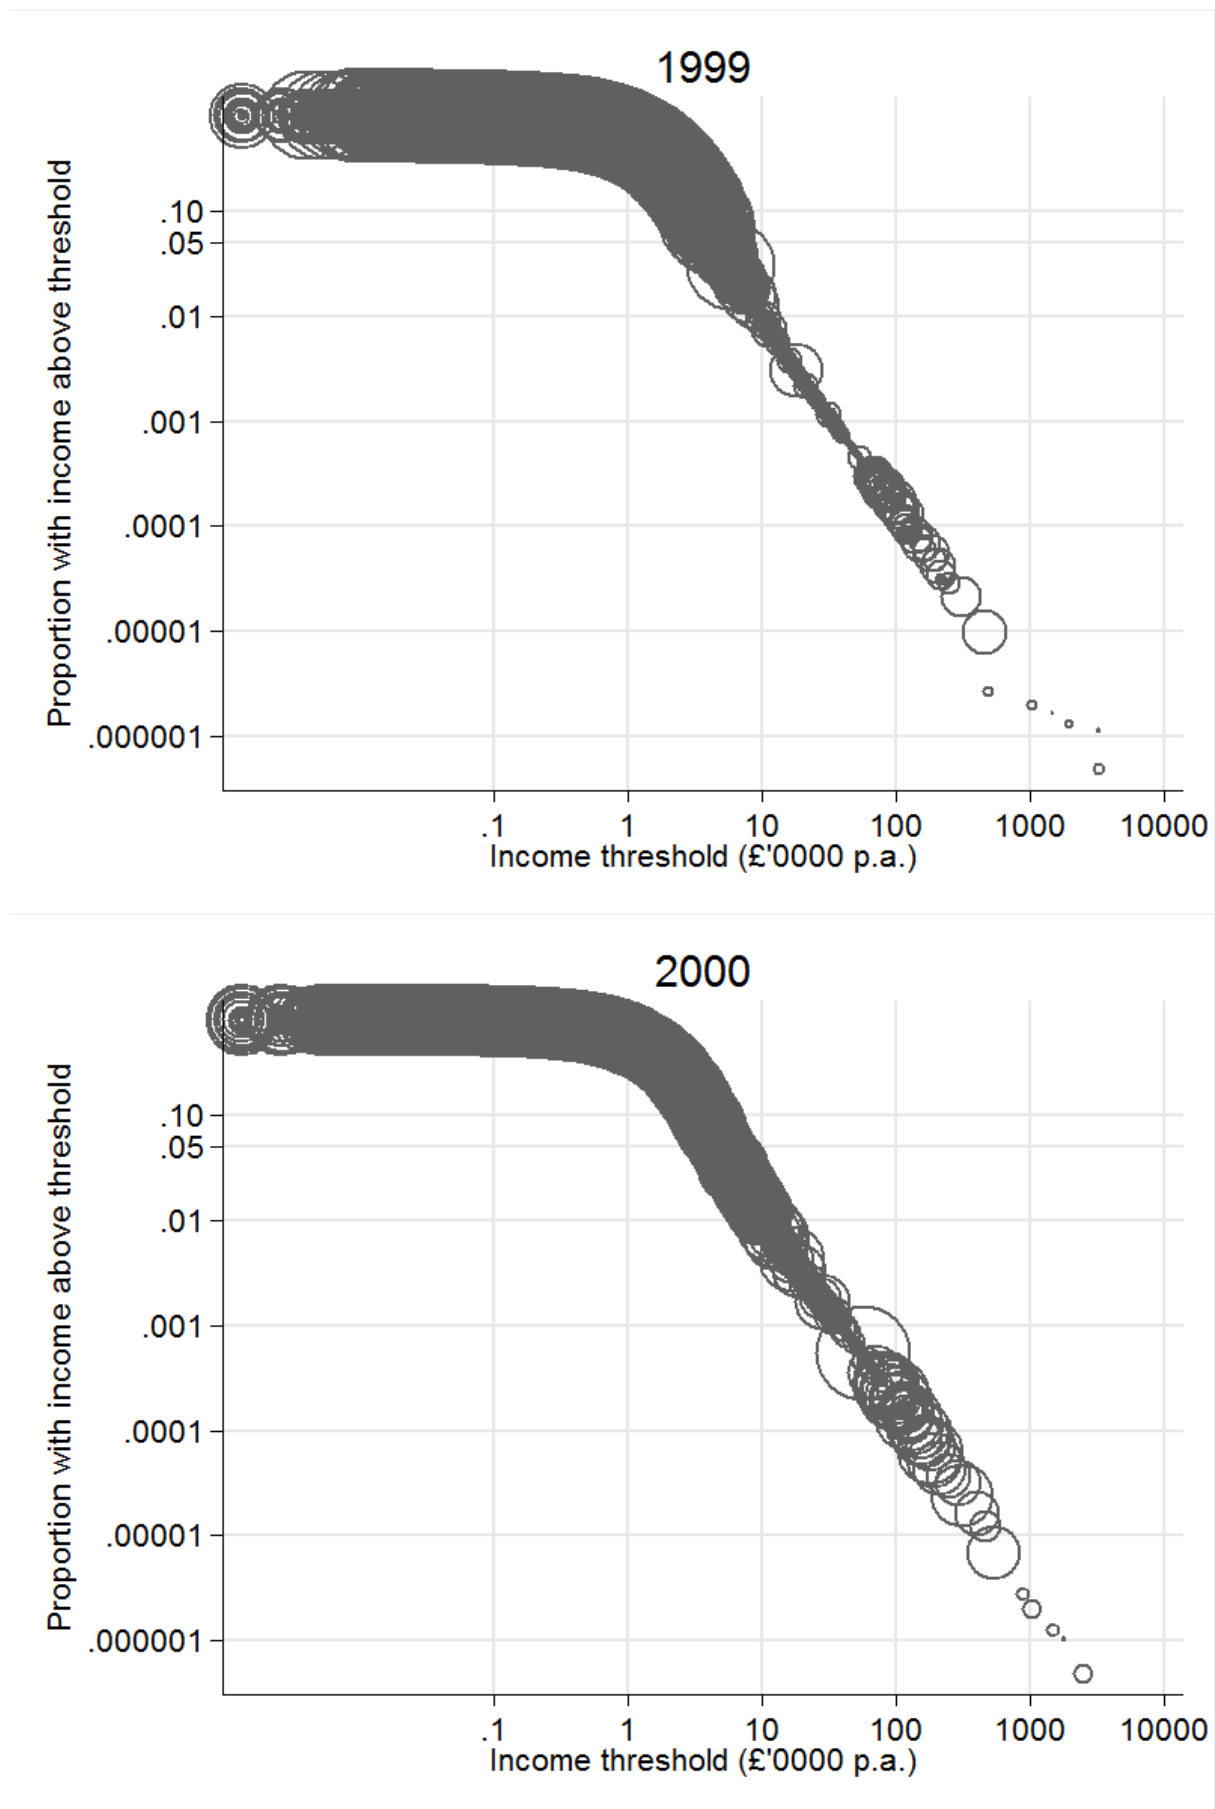 1999
Proportion with income above threshold
.10
.05
.01
.001
.0001
.00001
.000001
.1 1 10 100 1000 10000
Income threshold (£'0000 p.a.)
2000
Proportion with income above threshold
.10
.05
.01
.001
.0001
.00001
.000001
.1 1 10 100 1000 10000
Income threshold (£'0000 p.a.)